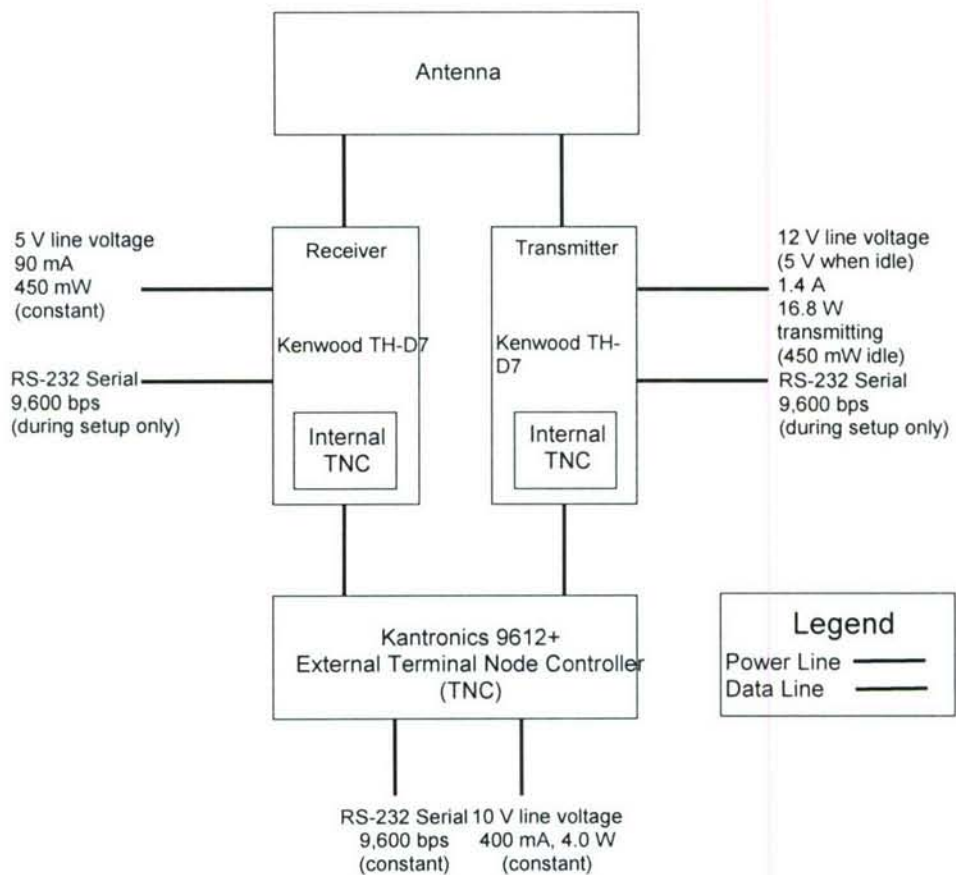 Antenna
5 V line voltage
90 mA
450 mW
(constant)
RS-232 Serial
9,600 bps
(during setup only)
Receiver
Kenwood TH-D7
Internal
TNC
Transmitter
Kenwood TH-
D7
Internal
TNC
12 V line voltage
(5 V when idle)
1.4 A
16.8 W
transmitting
(450 mW idle)
RS-232 Serial
9,600 bps
(during setup only)
Kantronics 9612+
External Terminal Node Controller
(TNC)
RS-232 Serial
9,600 bps
(constant)
10 V line voltage
400 mA, 4.0 W
(constant)
Legend
Power Line
Data Line